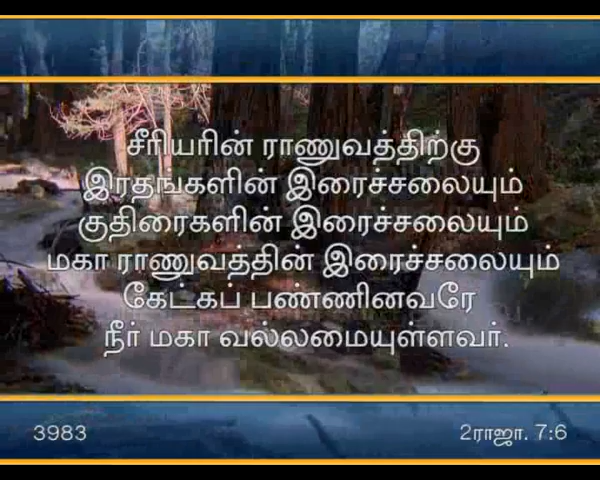 சீரியரின் ராணுவத்திற்கு
இரதங்களின் இரைச்சலையும்
குதிரைகளின் இரைச்சலையும்
மகா ராணுவத்தின் இரைச்சலையும்
கேட்கப் பண்ணினவரே
நீர் மகா வல்லமையுள்ளவர்.
3983
2ராஜா. 7:6